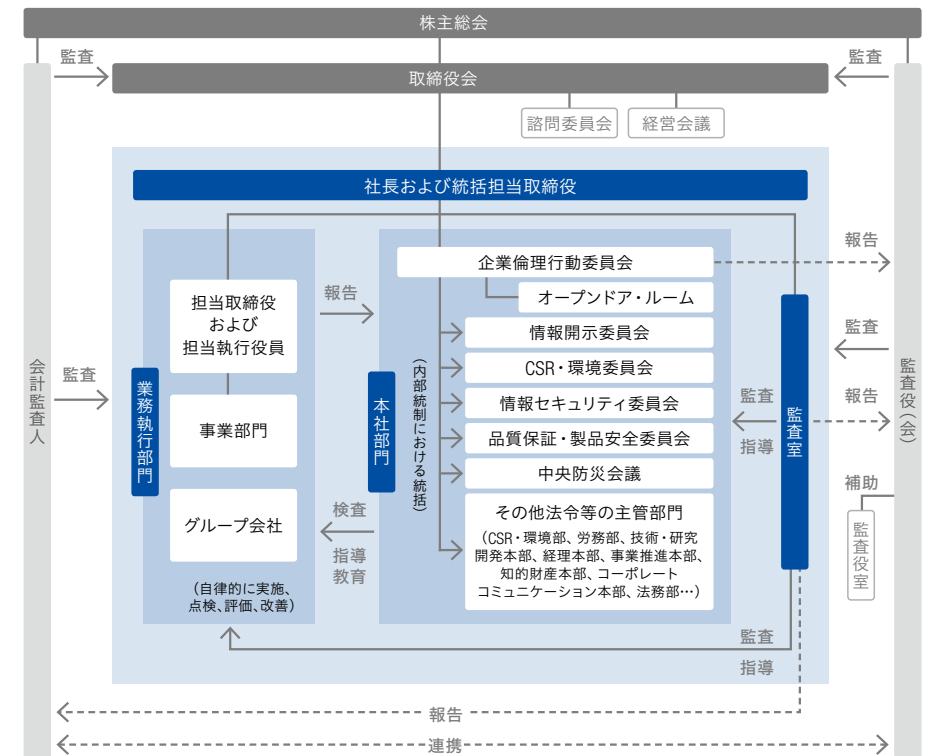 株主総会
監査
監査
取締役会
諮問委員会
経営会議
社長および統括担当取締役
企業倫理行動委員会
報告
オープンドア・ルーム
担当取締役
および
担当執行役員
報告
情報開示委員会
監査
CSR・環境委員会
会計監査人
監査
業務執行部門
事業部門
本社部門
(内部統制における統括)
情報セキュリティ委員会
監査
指導
監査室
報告
監査役(会)
品質保証・製品安全委員会
中央防災会議
補助
監査役室
グループ会社
検査
指導
教育
その他法令等の主管部門
(CSR・環境部、労務部、技術・研究
開発本部、経理本部、事業推進本部、
知的財産本部、コーポレート
コミュニケーション本部、法務部…)
(自律的に実施、
点検、評価、改善)
監査
指導
報告
連携